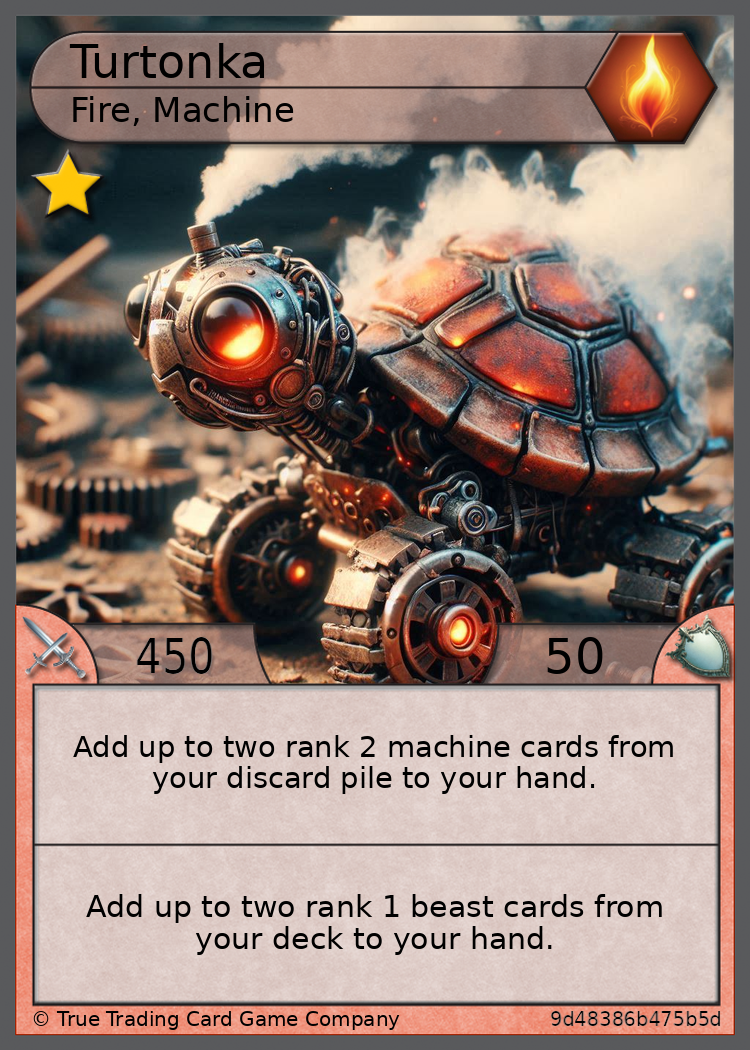 Turtonka
Fire, Machine
450
50
Add up to two rank 2 machine cards from
your discard pile to your hand.
Add up to two rank 1 beast cards from
your deck to your hand.
© True Trading Card Game Company
9d48386b475b5d